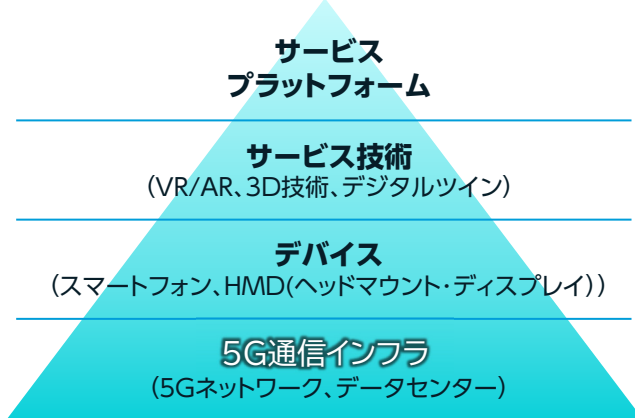 サービス
プラットフォーム
サービス技術
（VR/AR、3D技術、デジタルツイン）
デバイス
（スマートフォン、HMD(ヘッドマウント・ディスプレイ））
5G通信インフラ
（5Gネットワーク、データセンター）